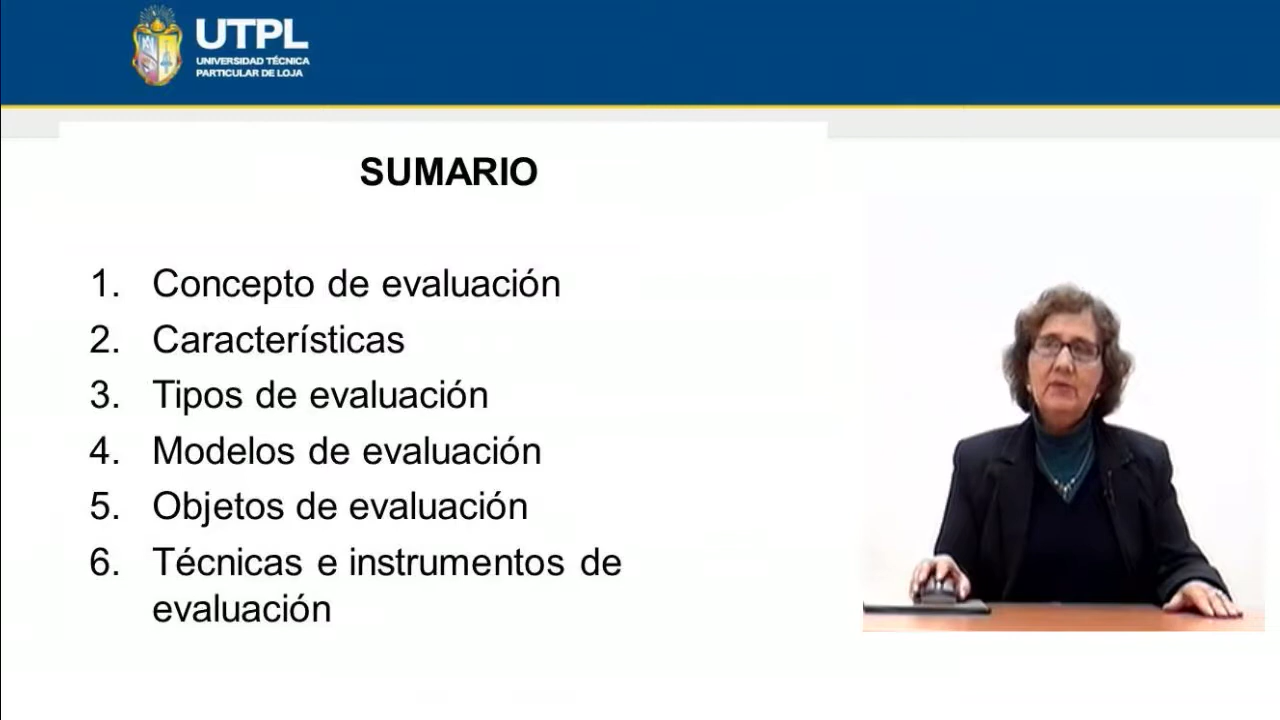 UTPL
UNIVERSIDAD TÉCNICA
PARTICULAR DE LOJA
SUMARIO
1. Concepto de evaluación
2. Características
3. Tipos de evaluación
4. Modelos de evaluación
5. Objetos de evaluación
6. Técnicas e instrumentos de
evaluación